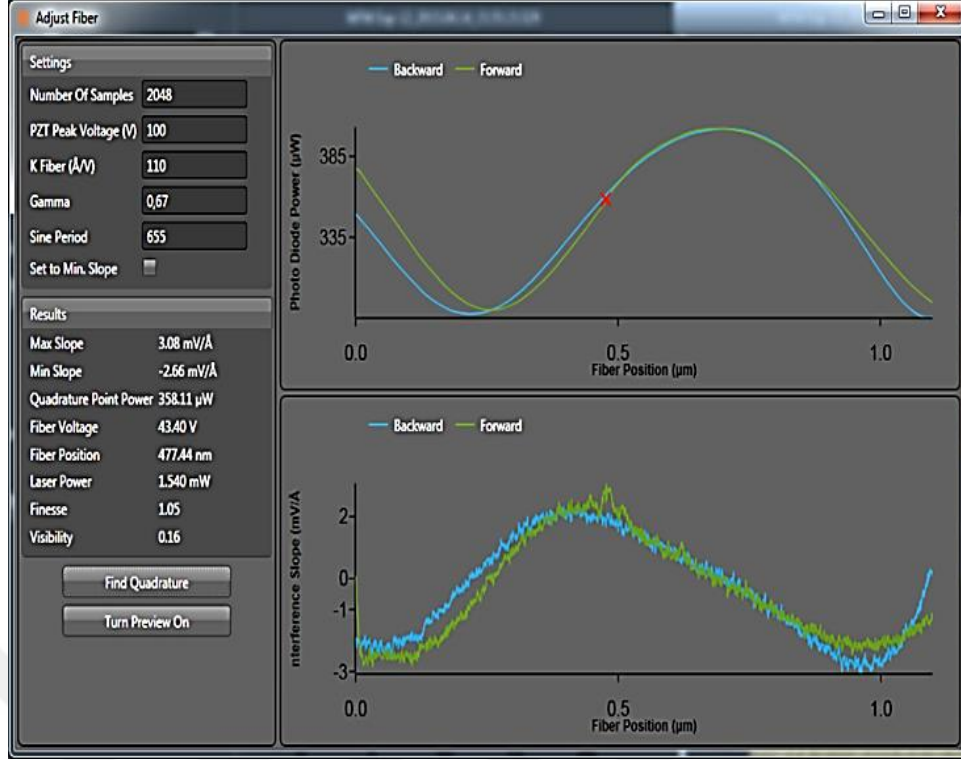 Adjust Fiber
Settings
Number Of Samples 2048
PZT Peak Voltage (V) 100
K Fiber (Å/V) 110
Gamma 0,67
Sine Period 655
Set to Min. Slope
Results
Max Slope 3.08 mV/Å
Min Slope -2.66 mV/Å
Quadrature Point Power 358.11 µW
Fiber Voltage 43.40 V
Fiber Position 477.44 nm
Laser Power 1.540 mW
Finesse 1.05
Visibility 0.16
Find Quadrature
Turn Preview On
Backward Forward
Photo Diode Power (µW)
385
335
0.0 0.5 1.0
Fiber Position (µm)
Backward Forward
nterference Slope (mV/Å)
2
0
-1
-3
0.0 0.5 1.0
Fiber Position (µm)